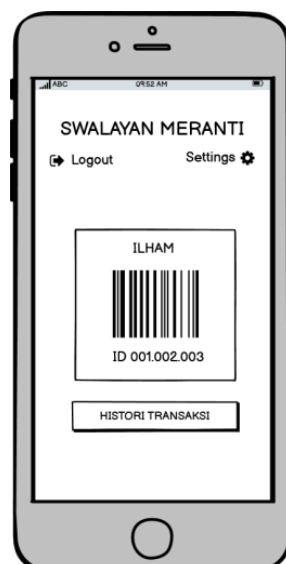 ABC 09:52 AM
SWALAYAN MERANTI
Logout Settings
ILHAM
ID 001.002.003
HISTORI TRANSAKSI